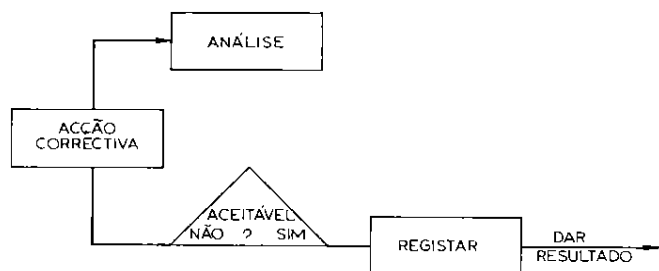 ANÁLISE
ACÇÃO
CORRECTIVA
ACEITÁVEL
NÃO ? SIM
REGISTAR
DAR
RESULTADO